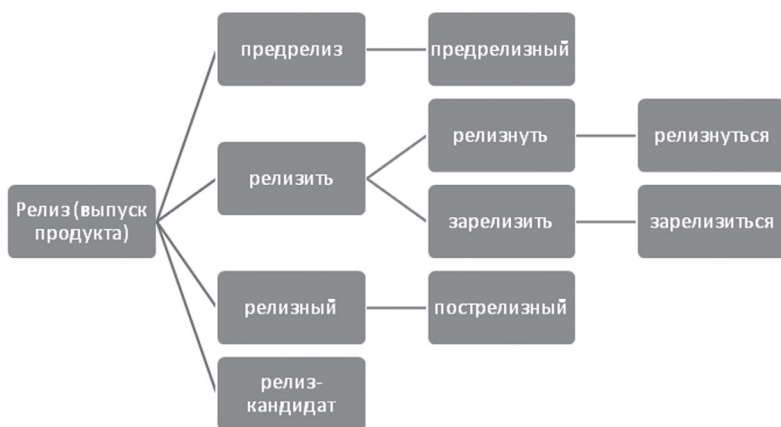 предрелиз
предрелизный
релизить
релизнуть
релизнуться
Релиз (выпуск
продукта)
зарелизить
зарелизиться
релизный
пострелизный
релиз-
кандидат